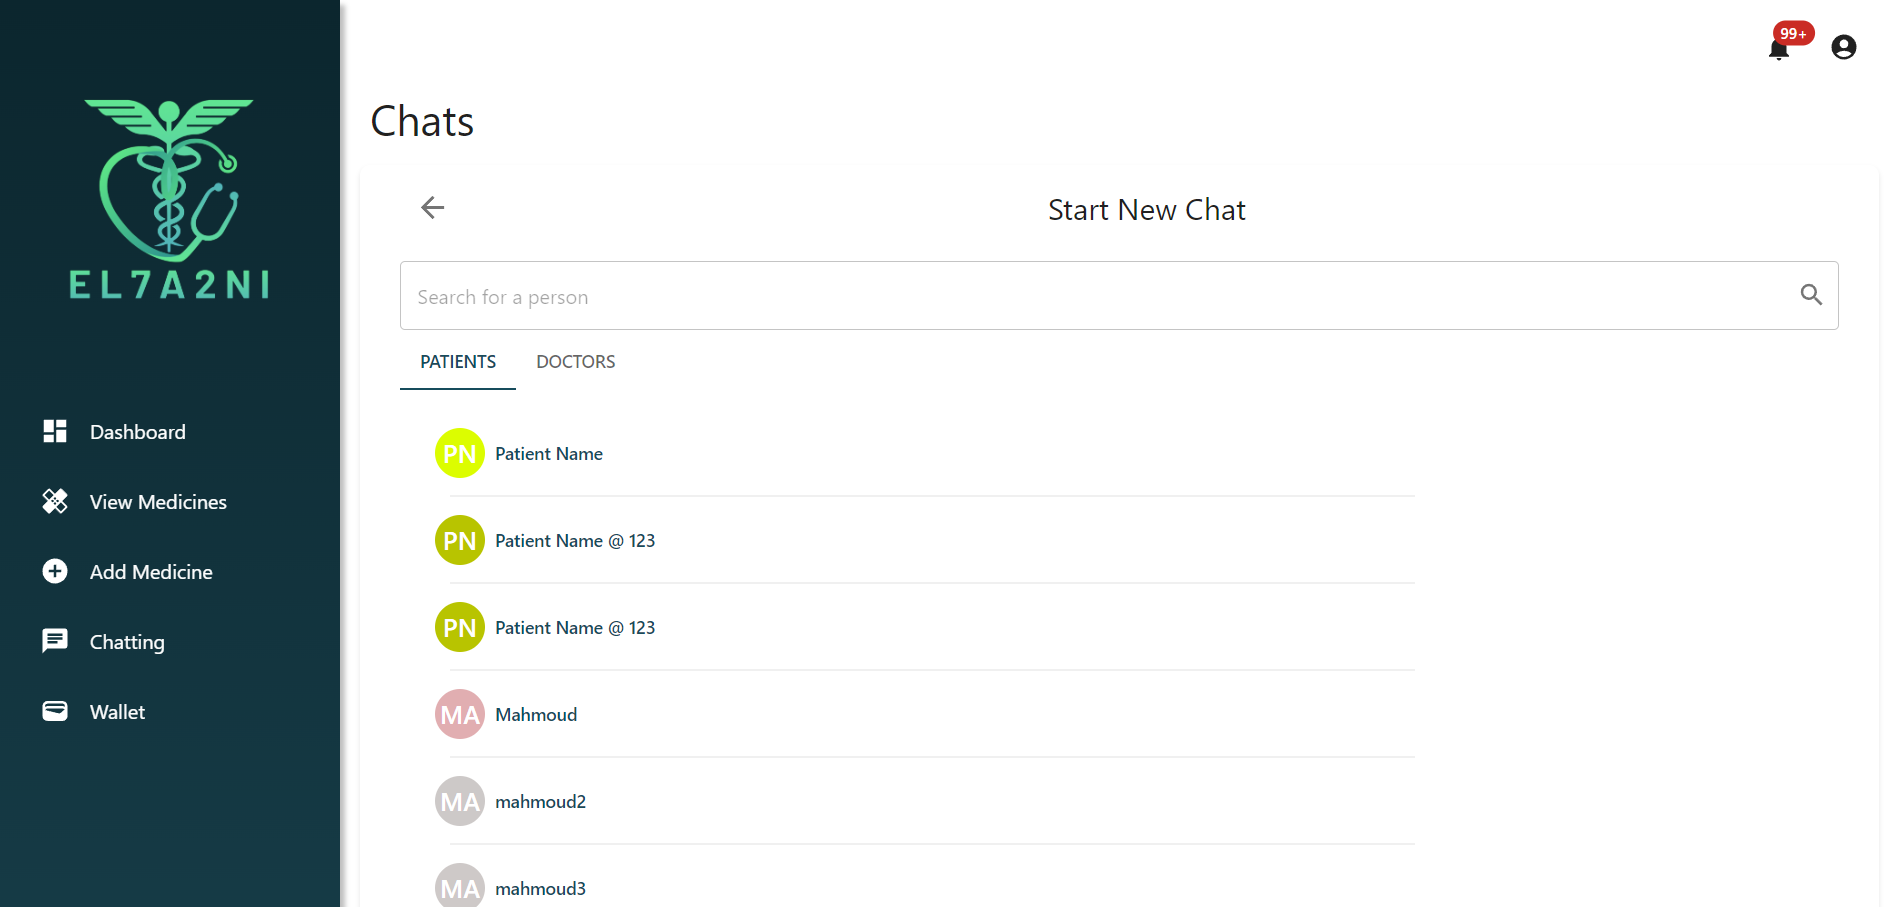 99+
Chats
EL7A2NI
Start New Chat
Search for a person
PATIENTS DOCTORS
Dashboard
View Medicines
Add Medicine
Chatting
Wallet
PN Patient Name
PN Patient Name @ 123
PN Patient Name @ 123
MA Mahmoud
MA mahmoud2
MA mahmoud3